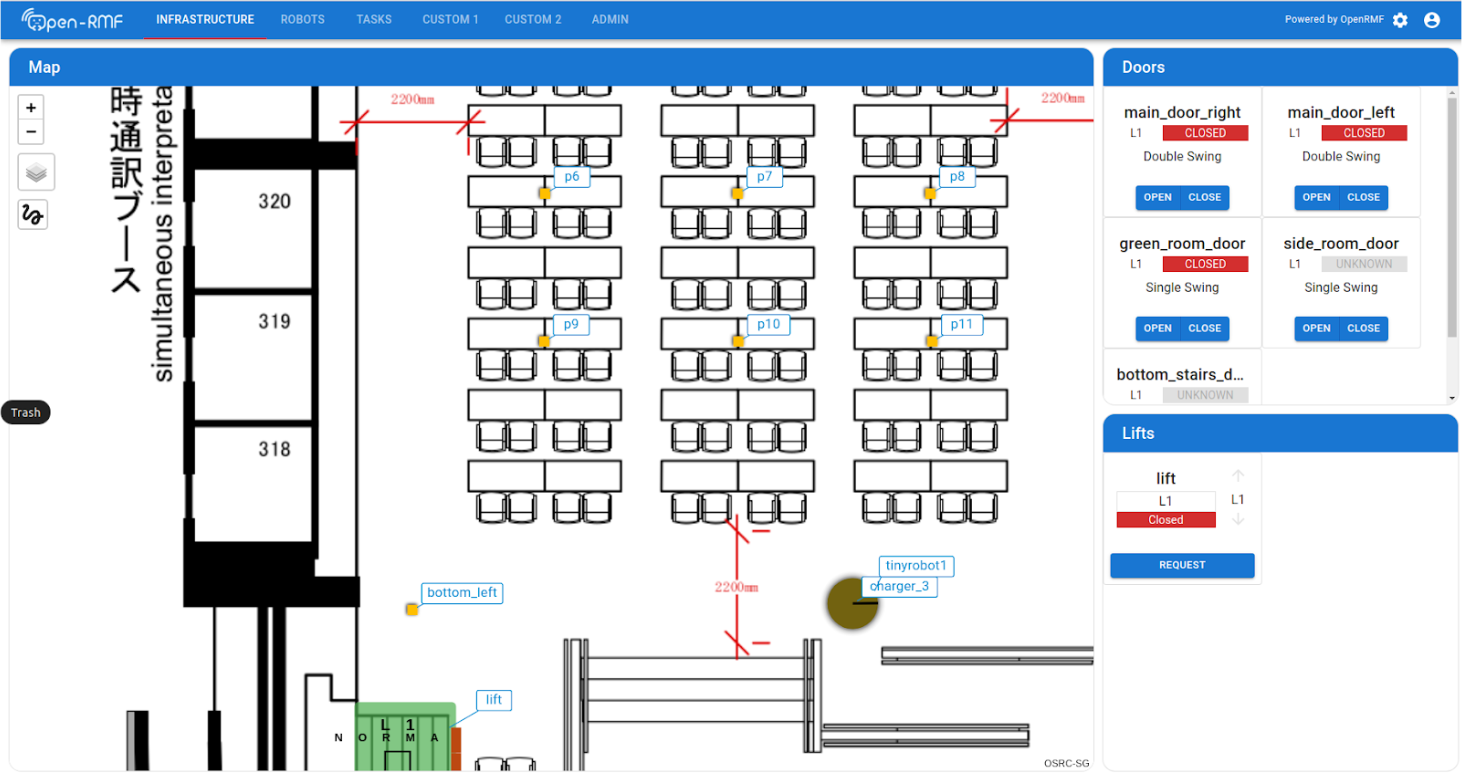 Open-RMF
INFRASTRUCTURE
ROBOTS
TASKS
CUSTOM 1
CUSTOM 2
ADMIN
Powered by OpenRMF
Map
+
−
時通訳ブース
simultaneous interpreta
320
319
318
2200mm
2200mm
p6
p7
p8
p9
p10
p11
Trash
2200mm
tinyrobot1
charger_3
bottom_left
lift
L 1
N O R M A
OSRC-SG
Doors
main_door_right
L1 CLOSED
Double Swing
OPEN CLOSE
main_door_left
L1 CLOSED
Double Swing
OPEN CLOSE
green_room_door
L1 CLOSED
Single Swing
OPEN CLOSE
side_room_door
L1 UNKNOWN
Single Swing
OPEN CLOSE
bottom_stairs_d...
L1 UNKNOWN
Lifts
lift
L1
Closed
L1
REQUEST